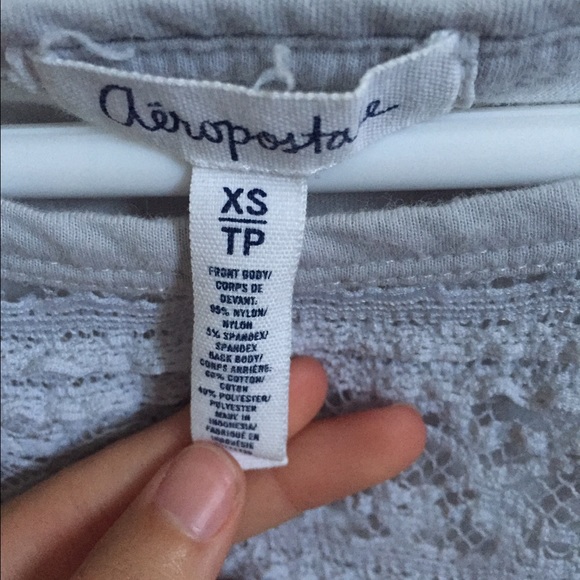 aéropostale
XS
TP
FRONT BODY/
CORPS DE
DEVANT:
95% NYLON/
NYLON
5% SPANDEX/
SPANDEX
BACK BODY/
CORPS ARRIÈRE:
60% COTTON/
COTON
40% POLYESTER/
POLYESTER
MADE IN
INDONESIA/
FABRIQUÉ EN
INDONÉSIE